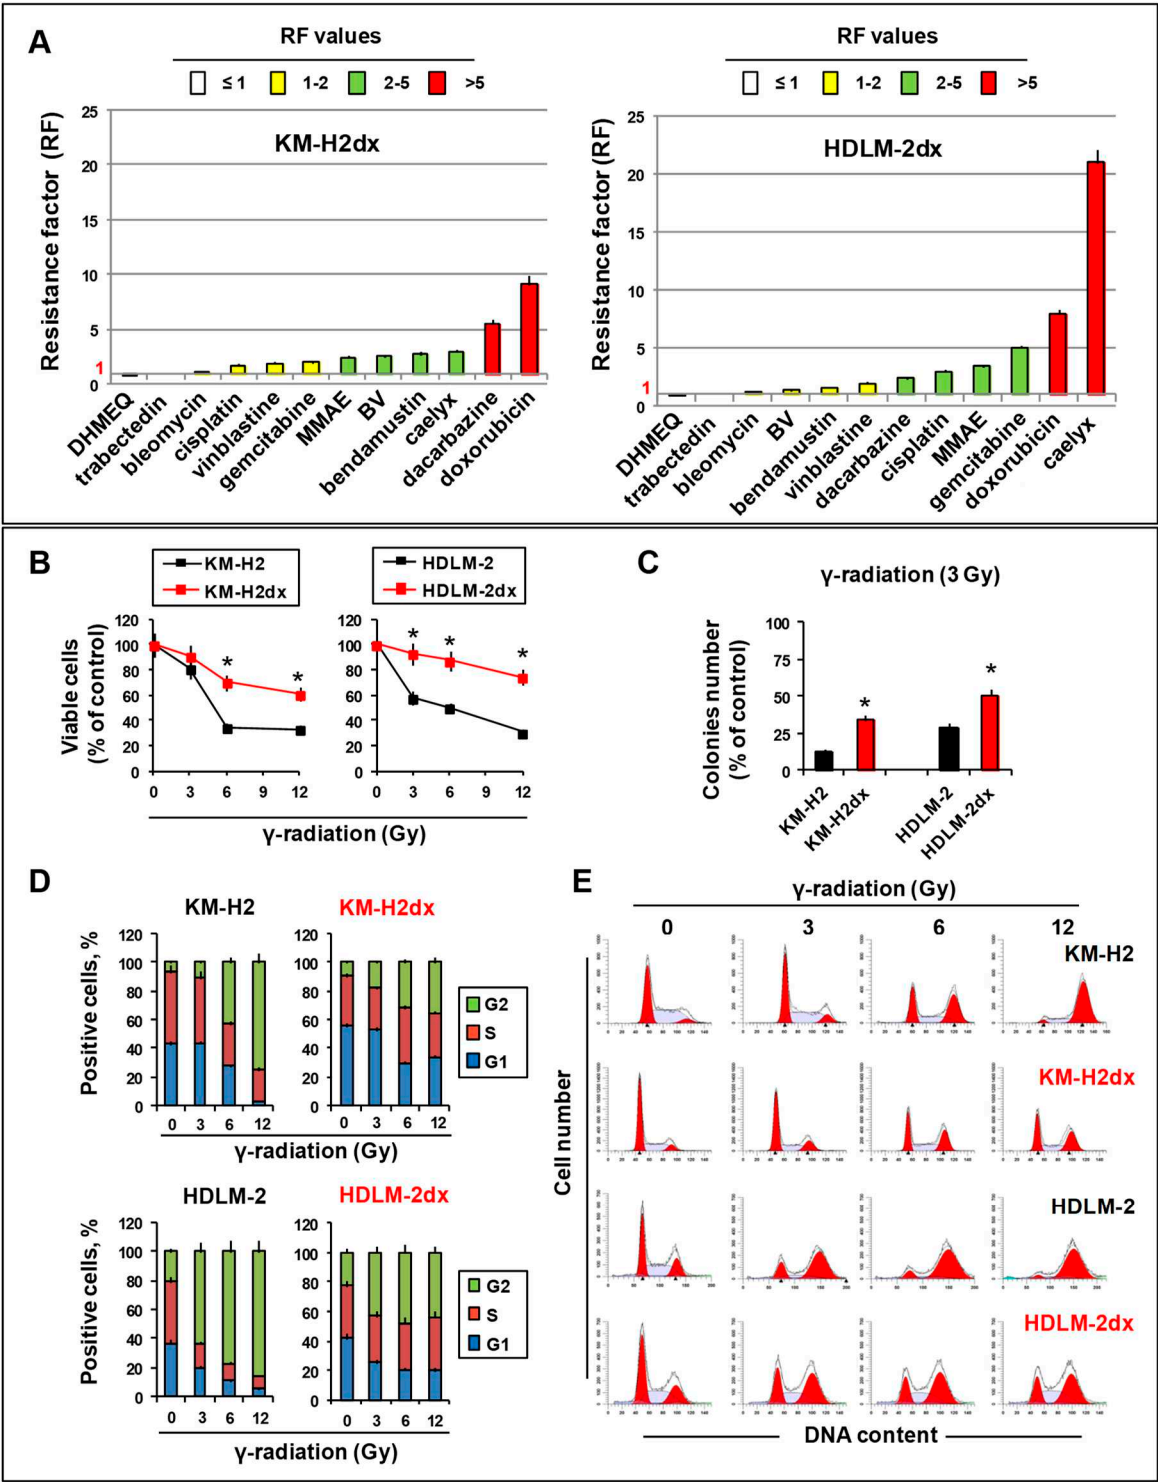 A
RF values
≤ 1 1-2 2-5 >5
KM-H2dx
Resistance factor (RF)
25
20
15
10
5
1
0
DHMEQ
trabectedin
bleomycin
cisplatin
vinblastine
gemcitabine
MMAE
BV
bendamustin
caelyx
dacarbazine
doxorubicin
RF values
≤ 1 1-2 2-5 >5
HDLM-2dx
Resistance factor (RF)
25
20
15
10
5
1
0
DHMEQ
trabectedin
bleomycin
BV
bendamustin
vinblastine
dacarbazine
cisplatin
MMAE
gemcitabine
doxorubicin
caelyx
B
KM-H2
KM-H2dx
HDLM-2
HDLM-2dx
Viable cells
(% of control)
120
100
80
60
40
20
0
* *
0 3 6 9 12
120
100
80
60
40
20
0
* * *
0 3 6 9 12
γ-radiation (Gy)
C
γ-radiation (3 Gy)
Colonies number
(% of control)
100
75
50
25
0
* *
KM-H2
KM-H2dx
HDLM-2
HDLM-2dx
D
KM-H2 KM-H2dx
Positive cells, %
120
100
80
60
40
20
0
0 3 6 12
120
100
80
60
40
20
0
0 3 6 12
G2
S
G1
γ-radiation (Gy)
HDLM-2 HDLM-2dx
Positive cells, %
120
100
80
60
40
20
0
0 3 6 12
120
100
80
60
40
20
0
0 3 6 12
G2
S
G1
γ-radiation (Gy)
E
γ-radiation (Gy)
0 3 6 12
KM-H2
KM-H2dx
HDLM-2
HDLM-2dx
Cell number
DNA content